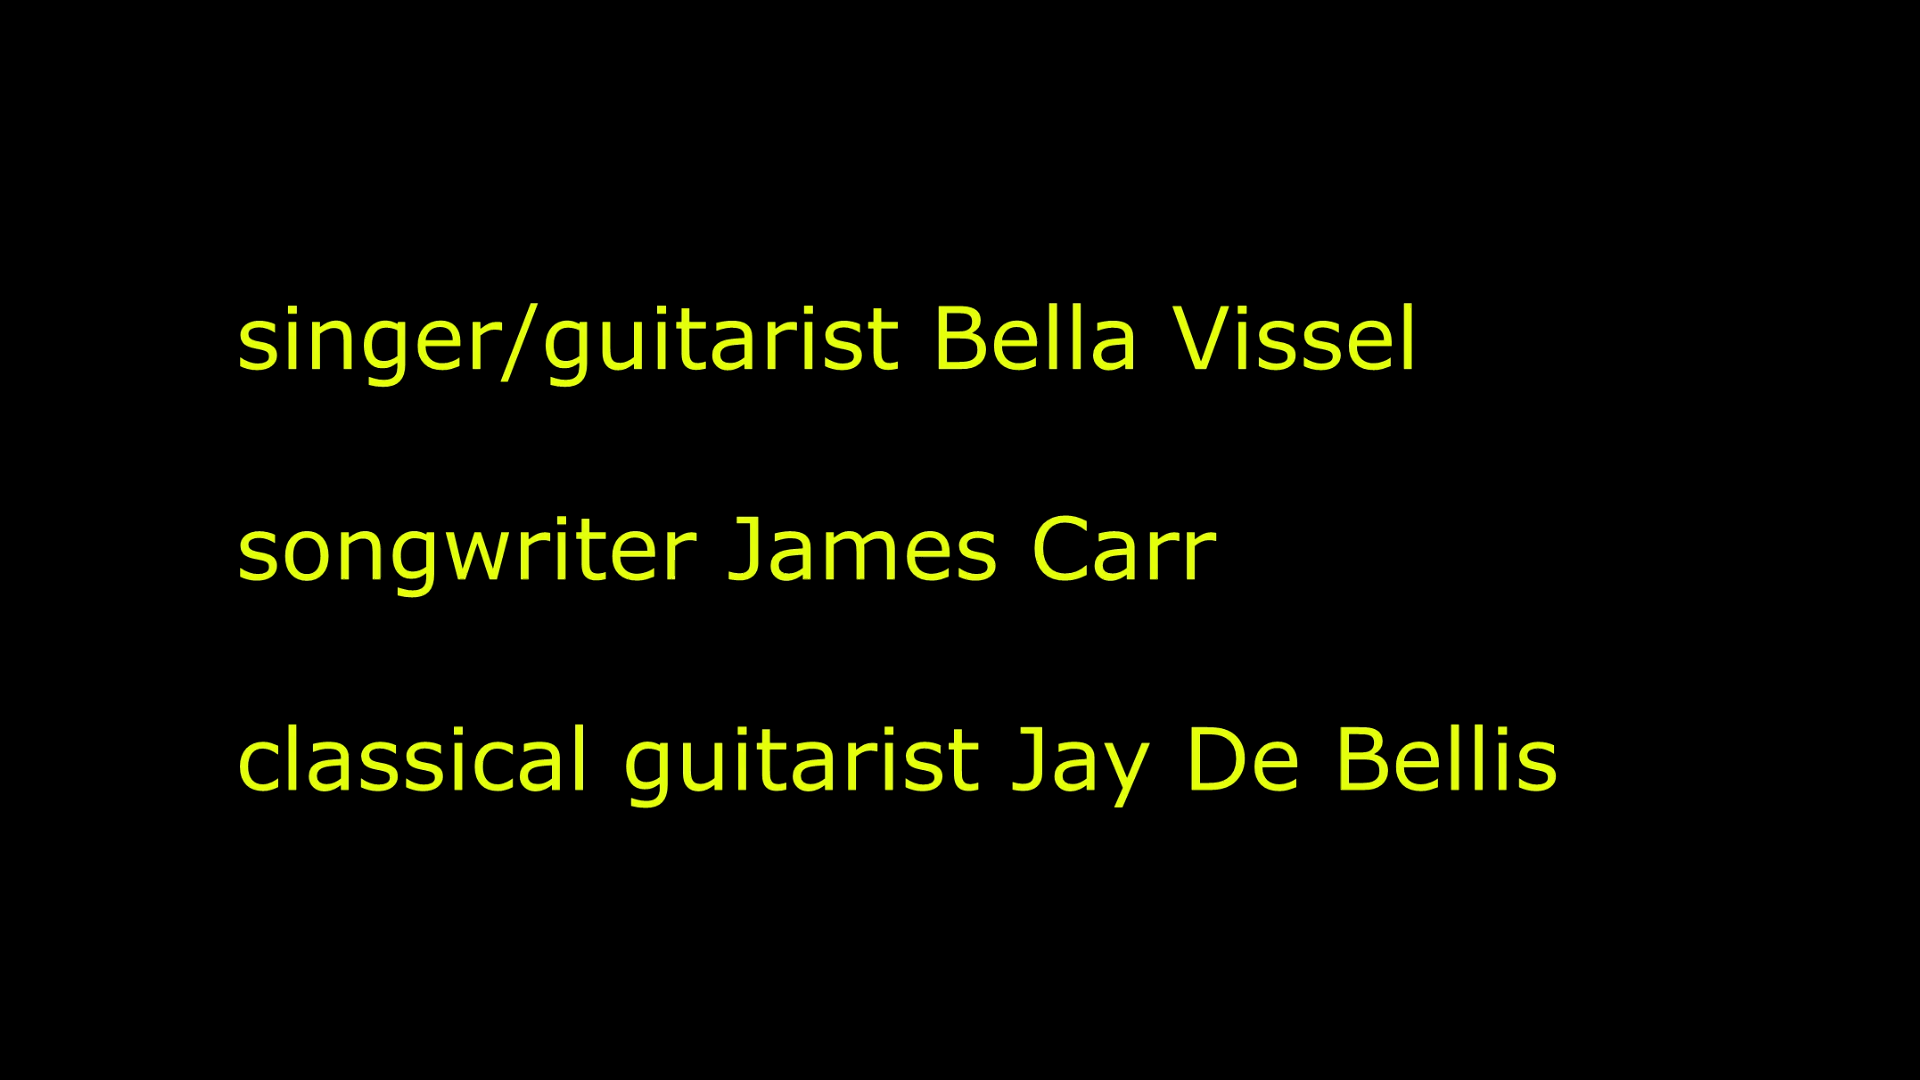 singer/guitarist Bella Vissel
songwriter James Carr
classical guitarist Jay De Bellis